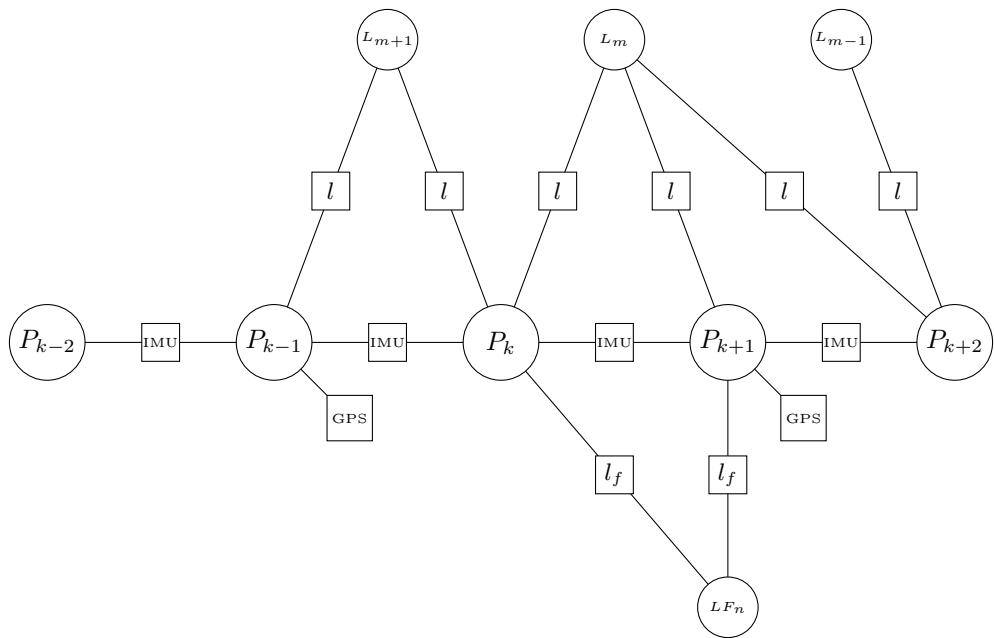 L_{m+1} L_m L_{m-1}
l l l l l l
P_{k-2} IMU P_{k-1} IMU P_k IMU P_{k+1} IMU P_{k+2}
GPS GPS
l_f l_f
LF_n